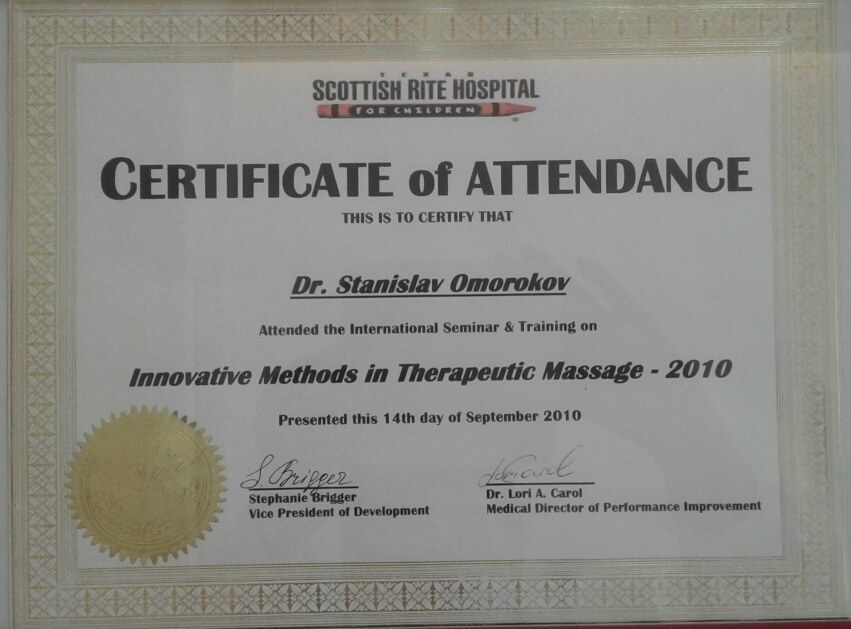 TEXAS
SCOTTISH RITE HOSPITAL
FOR CHILDREN
CERTIFICATE of ATTENDANCE
THIS IS TO CERTIFY THAT
Dr. Stanislav Omorokov
Attended the International Seminar & Training on
Innovative Methods in Therapeutic Massage - 2010
Presented this 14th day of September 2010
S. Brigger
Stephanie Brigger
Vice President of Development
Dr. Lori A. Carol
Medical Director of Performance Improvement